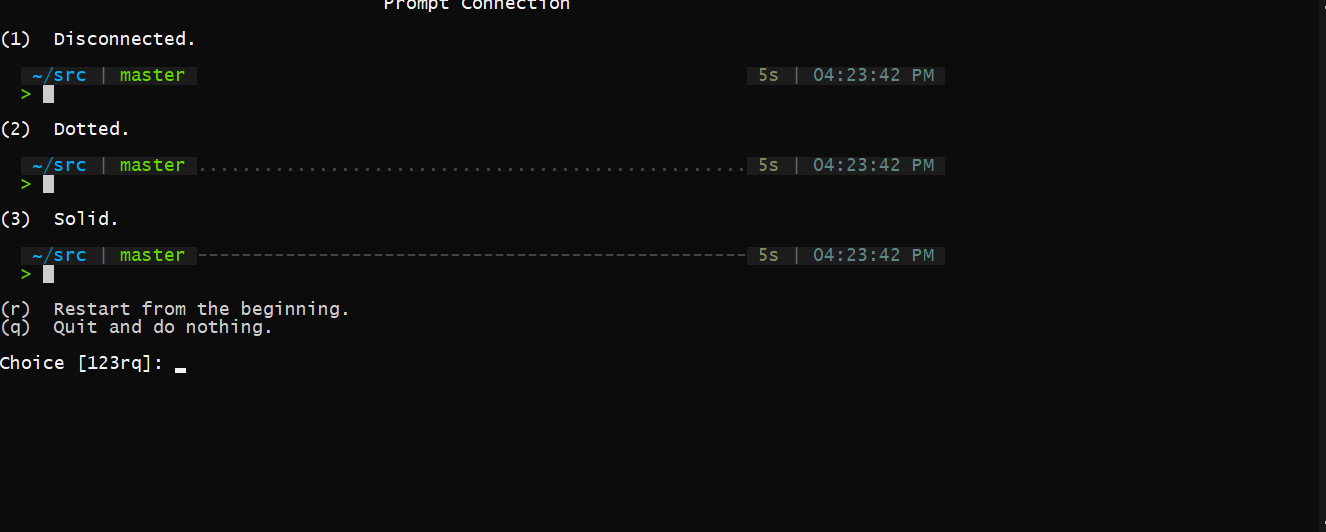 Prompt Connection
(1) Disconnected.
~/src | master 5s | 04:23:42 PM
>
(2) Dotted.
~/src | master .................................................. 5s | 04:23:42 PM
>
(3) Solid.
~/src | master -------------------------------------------------- 5s | 04:23:42 PM
>
(r) Restart from the beginning.
(q) Quit and do nothing.
Choice [123rq]: